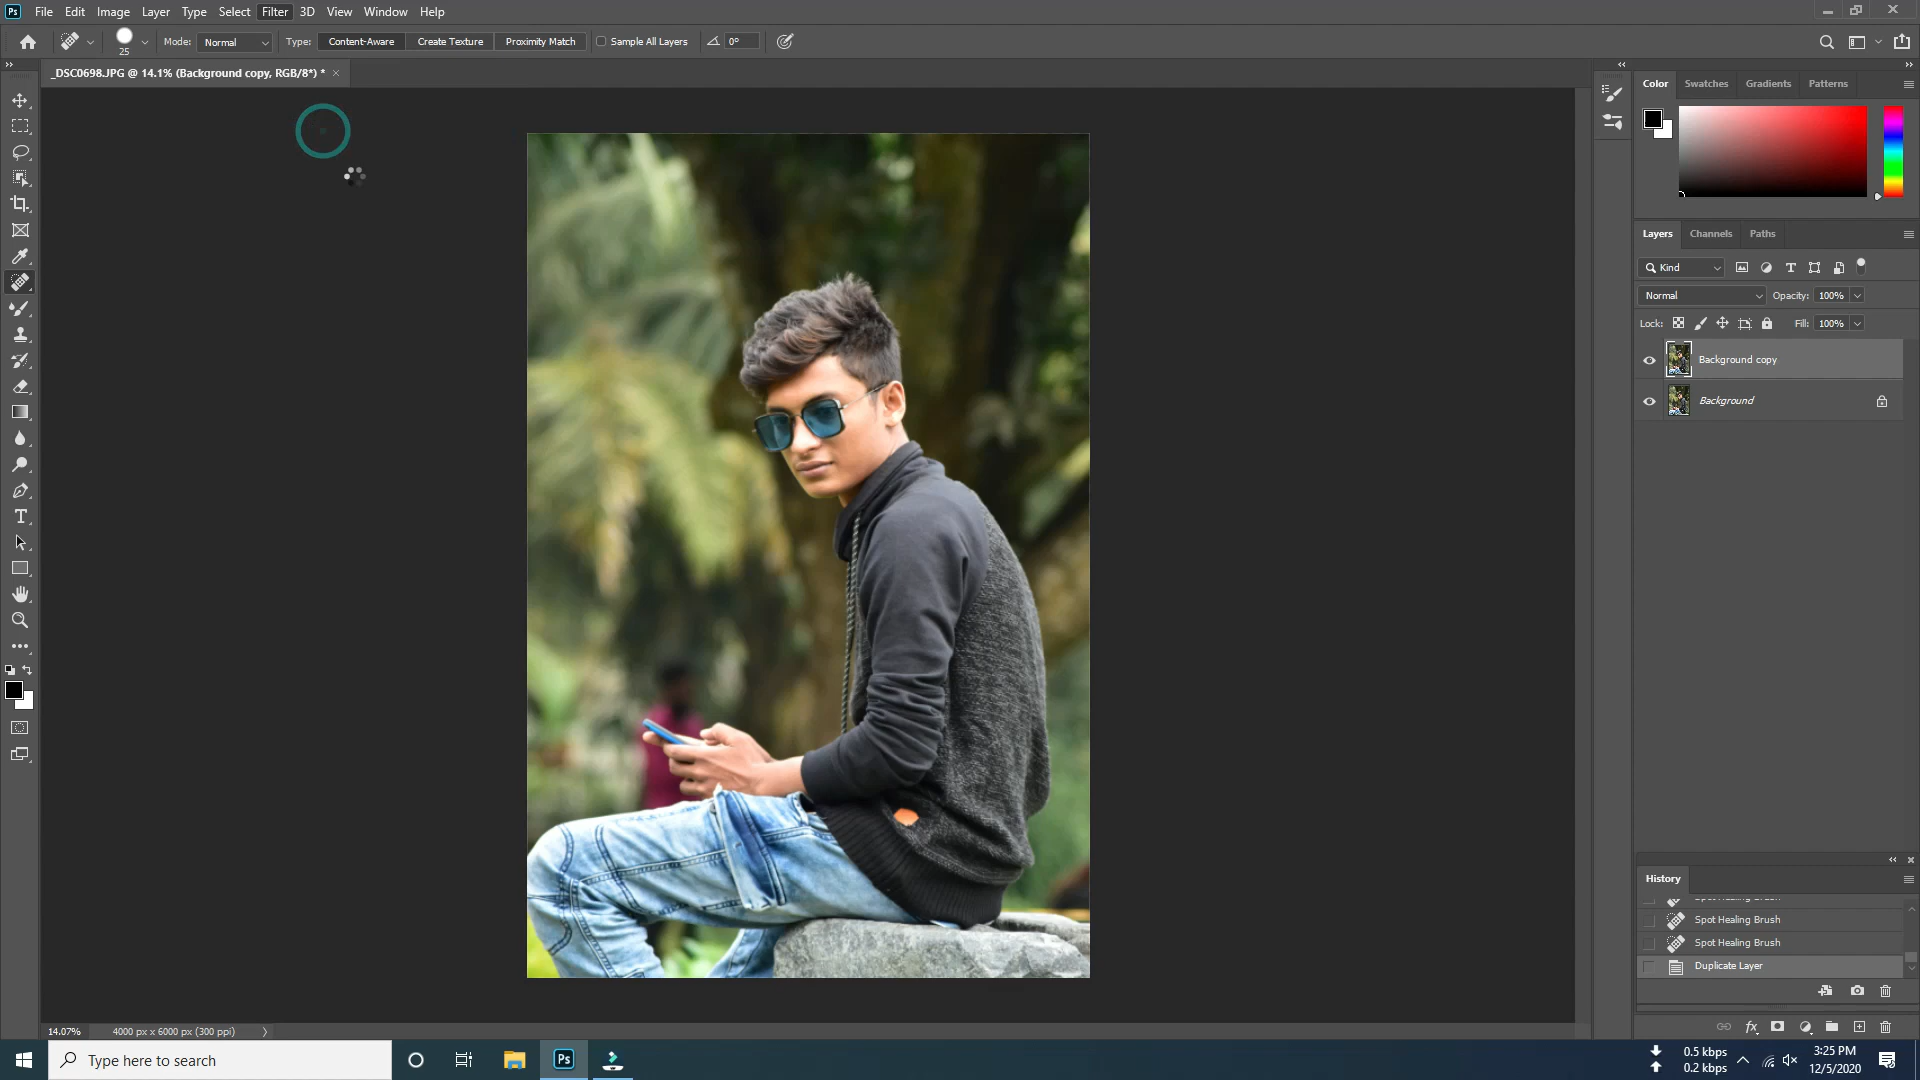 Ps File Edit Image Layer Type Select Filter 3D View Window Help
25 Mode: Normal Type: Content-Aware Create Texture Proximity Match Sample All Layers 0°
_DSC0698.JPG @ 14.1% (Background copy, RGB/8*) * ×
Color Swatches Gradients Patterns
Layers Channels Paths
Kind
Normal Opacity: 100%
Lock: Fill: 100%
Background copy
Background
History
Spot Healing Brush
Spot Healing Brush
Duplicate Layer
14.07% 4000 px x 6000 px (300 ppi)
Type here to search
Ps
0.5 kbps
0.2 kbps
3:25 PM
12/5/2020